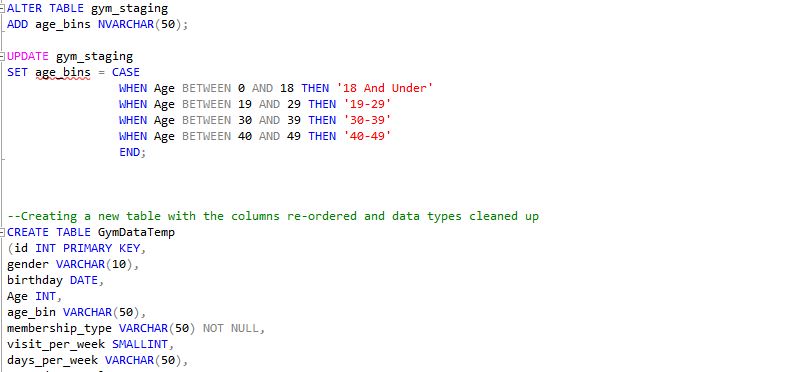 ALTER TABLE gym_staging
ADD age_bins NVARCHAR(50);
UPDATE gym_staging
SET age_bins = CASE
WHEN Age BETWEEN 0 AND 18 THEN '18 And Under'
WHEN Age BETWEEN 19 AND 29 THEN '19-29'
WHEN Age BETWEEN 30 AND 39 THEN '30-39'
WHEN Age BETWEEN 40 AND 49 THEN '40-49'
END;
--Creating a new table with the columns re-ordered and data types cleaned up
CREATE TABLE GymDataTemp
(id INT PRIMARY KEY,
gender VARCHAR(10),
birthday DATE,
Age INT,
age_bin VARCHAR(50),
membership_type VARCHAR(50) NOT NULL,
visit_per_week SMALLINT,
days_per_week VARCHAR(50),